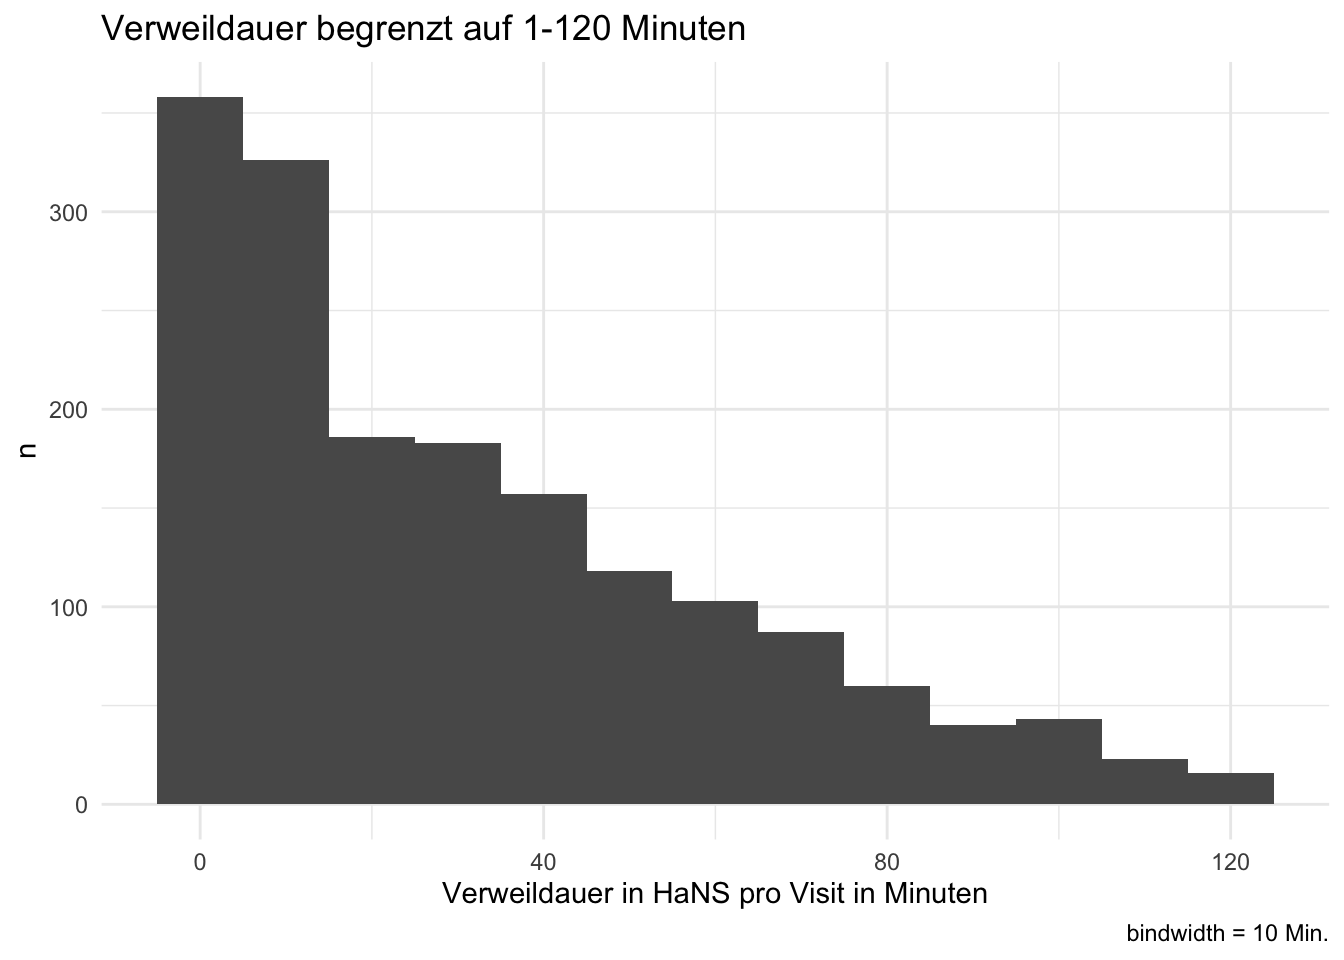 Verweildauer begrenzt auf 1-120 Minuten
300
200
n
100
0
0 40 80 120
Verweildauer in HaNS pro Visit in Minuten
bindwidth = 10 Min.